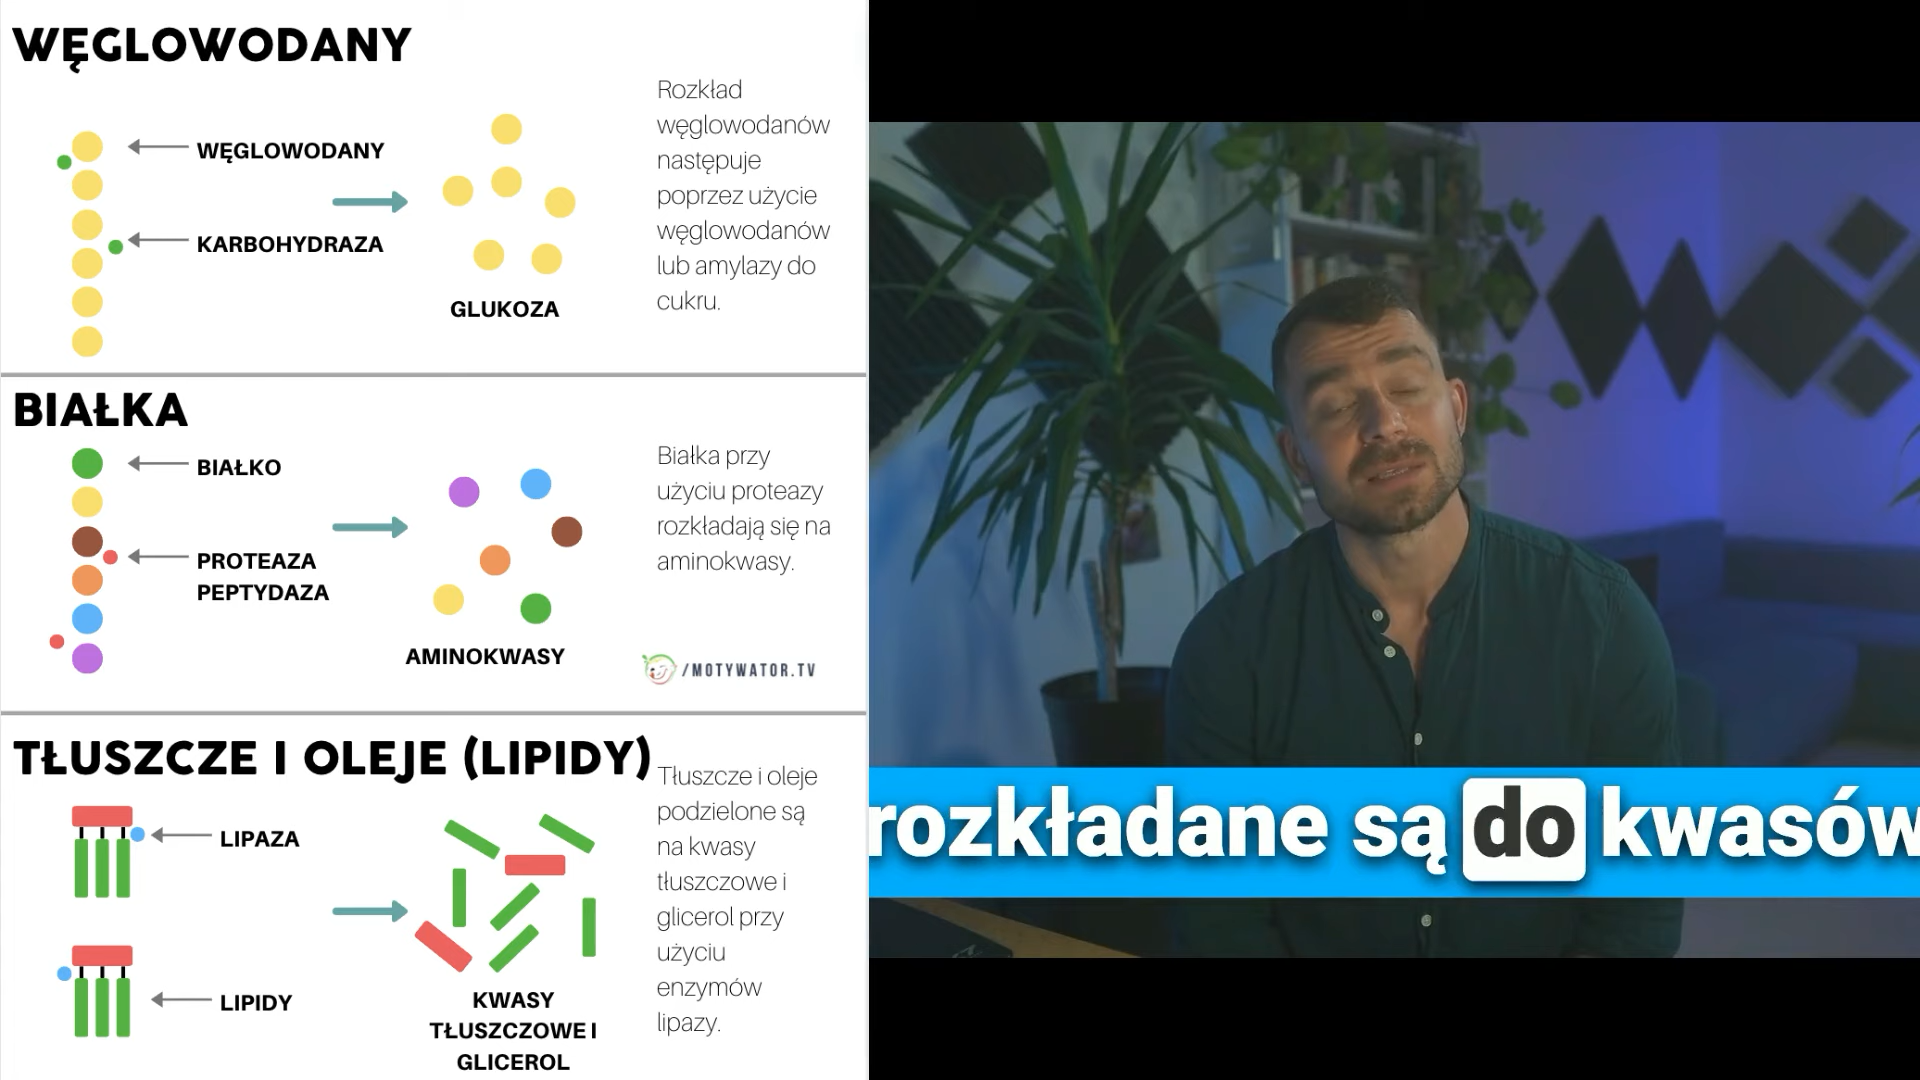 WĘGLOWODANY
WĘGLOWODANY
KARBOHYDRAZA
GLUKOZA
Rozkład
węglowodanów
następuje
poprzez użycie
węglowodanów
lub amylazy do
cukru.
BIAŁKA
BIAŁKO
PROTEAZA
PEPTYDAZA
AMINOKWASY
Białka przy
użyciu proteazy
rozkładają się na
aminokwasy.
/MOTYWATOR.TV
TŁUSZCZE I OLEJE (LIPIDY)
LIPAZA
LIPIDY
KWASY
TŁUSZCZOWE I
GLICEROL
Tłuszcze i oleje
podzielone są
na kwasy
tłuszczowe i
glicerol przy
użyciu
enzymów
lipazy.
rozkładane są do kwasów